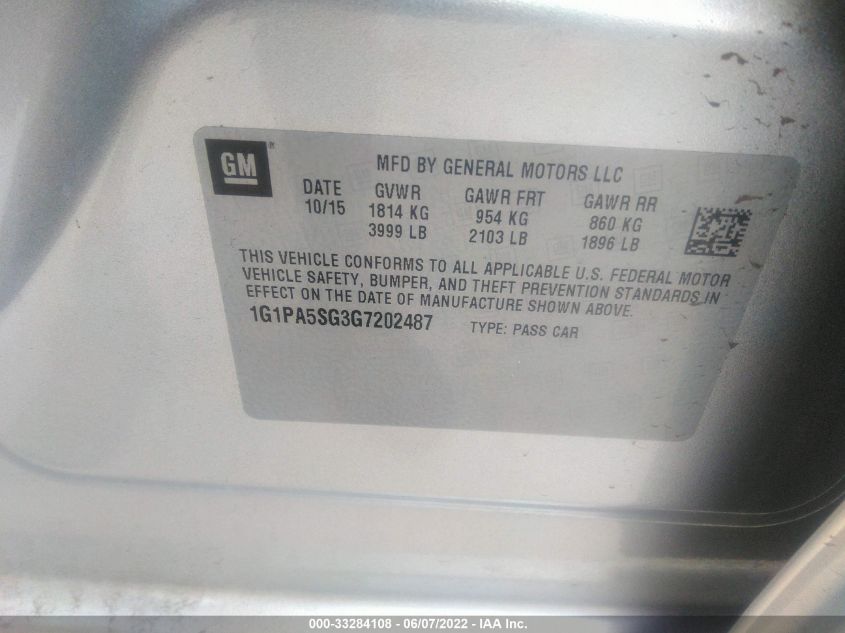 GM®
MFD BY GENERAL MOTORS LLC
DATE GVWR GAWR FRT GAWR RR
10/15 1814 KG 954 KG 860 KG
3999 LB 2103 LB 1896 LB
THIS VEHICLE CONFORMS TO ALL APPLICABLE U.S. FEDERAL MOTOR
VEHICLE SAFETY, BUMPER, AND THEFT PREVENTION STANDARDS IN
EFFECT ON THE DATE OF MANUFACTURE SHOWN ABOVE.
1G1PA5SG3G7202487 TYPE: PASS CAR
000-33284108 - 06/07/2022 - IAA Inc.